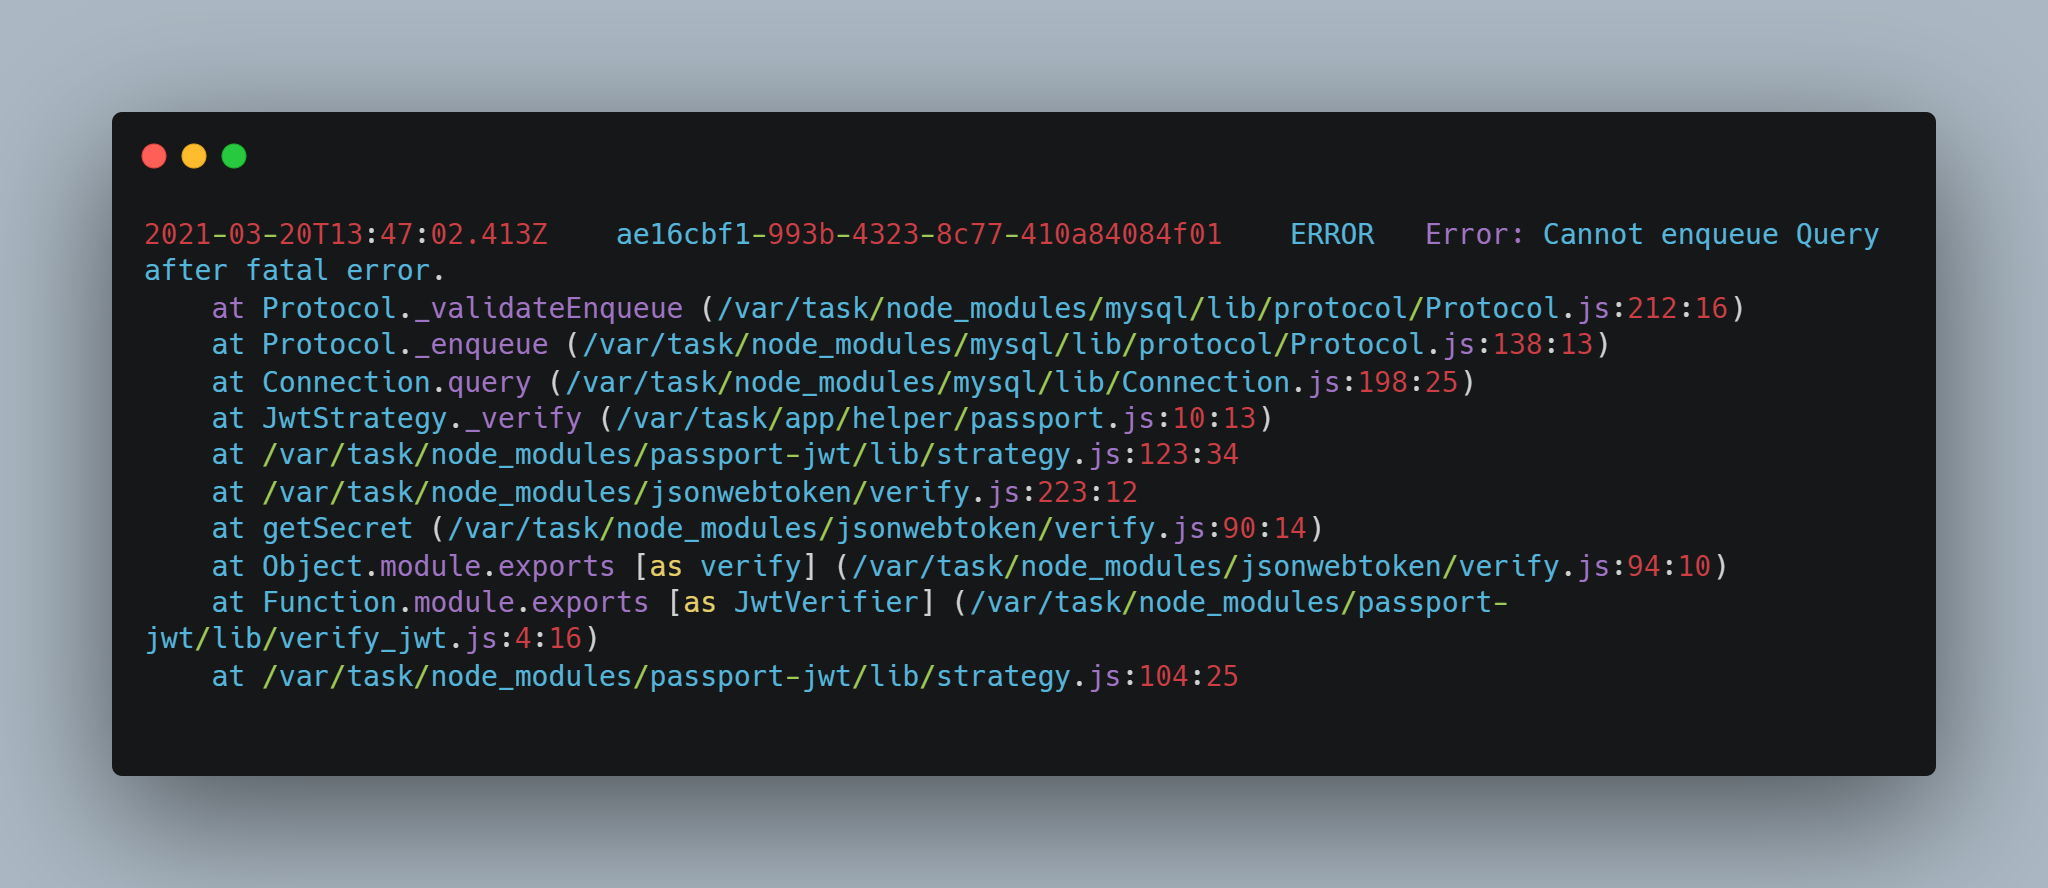 2021-03-20T13:47:02.413Z    ae16cbf1-993b-4323-8c77-410a84084f01    ERROR   Error: Cannot enqueue Query
after fatal error.
    at Protocol._validateEnqueue (/var/task/node_modules/mysql/lib/protocol/Protocol.js:212:16)
    at Protocol._enqueue (/var/task/node_modules/mysql/lib/protocol/Protocol.js:138:13)
    at Connection.query (/var/task/node_modules/mysql/lib/Connection.js:198:25)
    at JwtStrategy._verify (/var/task/app/helper/passport.js:10:13)
    at /var/task/node_modules/passport-jwt/lib/strategy.js:123:34
    at /var/task/node_modules/jsonwebtoken/verify.js:223:12
    at getSecret (/var/task/node_modules/jsonwebtoken/verify.js:90:14)
    at Object.module.exports [as verify] (/var/task/node_modules/jsonwebtoken/verify.js:94:10)
    at Function.module.exports [as JwtVerifier] (/var/task/node_modules/passport-
jwt/lib/verify_jwt.js:4:16)
    at /var/task/node_modules/passport-jwt/lib/strategy.js:104:25